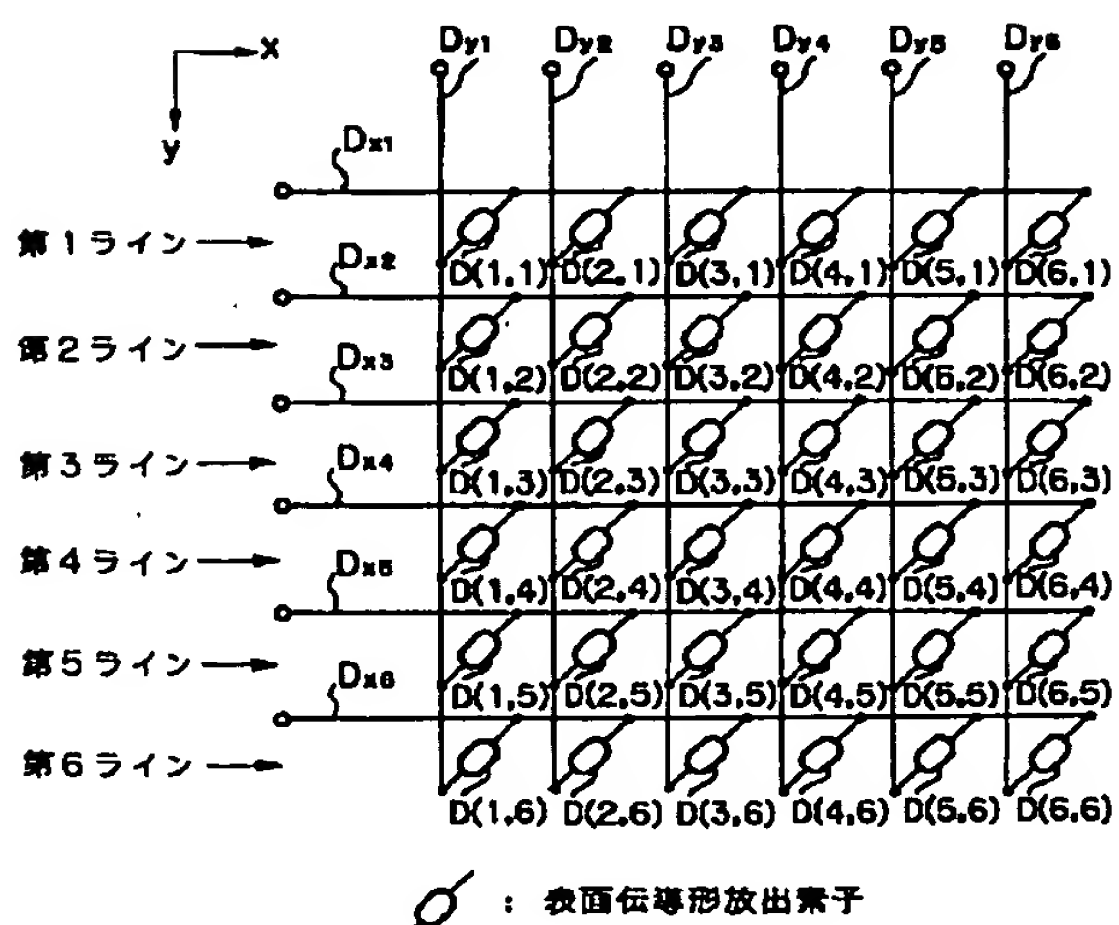 Dy1 Dy2 Dy3 Dy4 Dy5 Dy6
x
y
Dx1
第1ライン
D(1,1) D(2,1) D(3,1) D(4,1) D(5,1) D(6,1)
Dx2
第2ライン
D(1,2) D(2,2) D(3,2) D(4,2) D(5,2) D(6,2)
Dx3
第3ライン
D(1,3) D(2,3) D(3,3) D(4,3) D(5,3) D(6,3)
Dx4
第4ライン
D(1,4) D(2,4) D(3,4) D(4,4) D(5,4) D(6,4)
Dx5
第5ライン
D(1,5) D(2,5) D(3,5) D(4,5) D(5,5) D(6,5)
Dx6
第6ライン
D(1,6) D(2,6) D(3,6) D(4,6) D(5,6) D(6,6)
: 表面伝導形放出素子